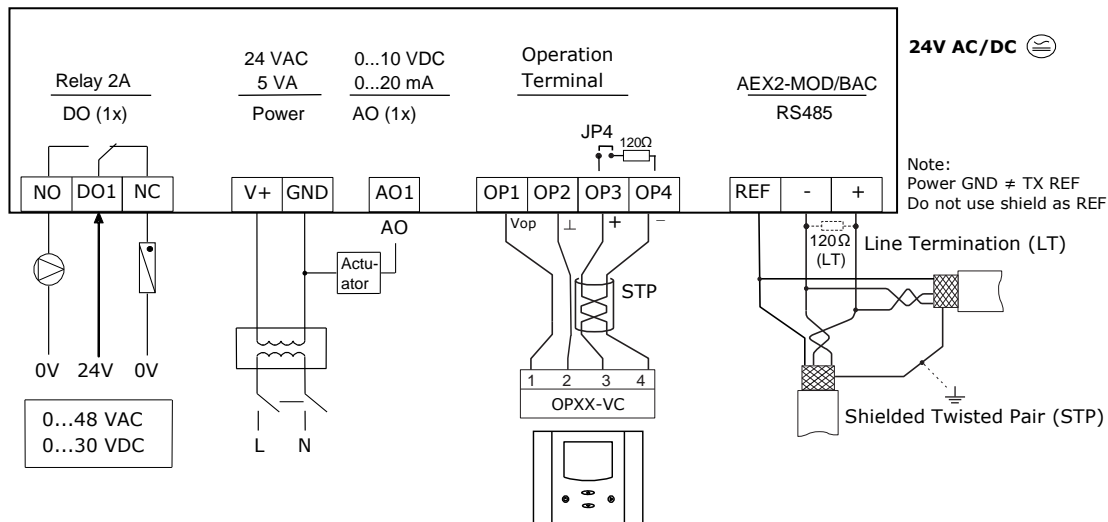 24V AC/DC
Relay 2A
DO (1x)
24 VAC
5 VA
Power
0...10 VDC
0...20 mA
AO (1x)
Operation
Terminal
AEX2-MOD/BAC
RS485
JP4
120Ω
NO DO1 NC
V+ GND
AO1
OP1 OP2 OP3 OP4
REF - +
Note:
Power GND ≠ TX REF
Do not use shield as REF
AO
Vop ⊥ + −
120Ω
(LT)
Line Termination (LT)
Actu-
ator
STP
0V 24V 0V
0...48 VAC
0...30 VDC
L N
1 2 3 4
OPXX-VC
Shielded Twisted Pair (STP)